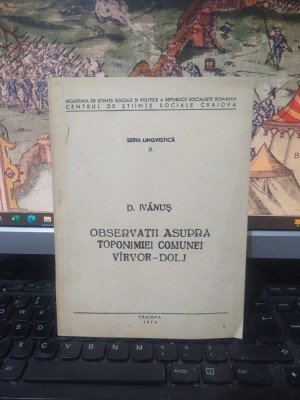 ACADEMIA DE ȘTIINȚE SOCIALE ȘI POLITICE A REPUBLICII SOCIALISTE ROMÂNIA
CENTRUL DE ȘTIINȚE SOCIALE CRAIOVA
SERIA LINGVISTICĂ
X
D. IVĂNUȘ
OBSERVAȚII ASUPRA
TOPONIMIEI COMUNEI
VÎRVOR-DOLJ
CRAIOVA